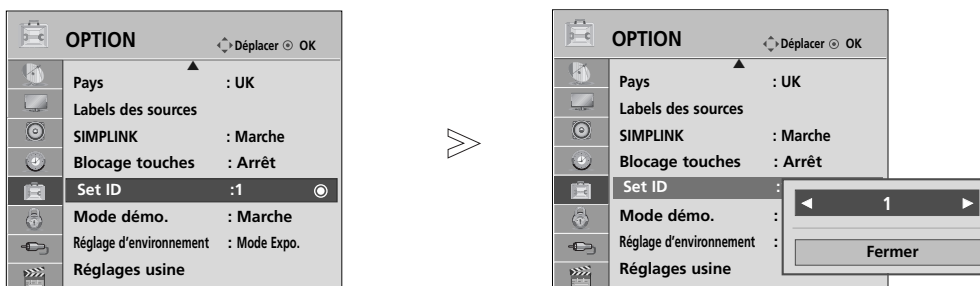 OPTION Déplacer OK
Pays : UK
Labels des sources
SIMPLINK : Marche
Blocage touches : Arrêt
Set ID :1
Mode démo. : Marche
Réglage d'environnement : Mode Expo.
Réglages usine
OPTION Déplacer OK
Pays : UK
Labels des sources
SIMPLINK : Marche
Blocage touches : Arrêt
Set ID :
◄ 1 ►
Mode démo. :
Réglage d'environnement :
Fermer
Réglages usine